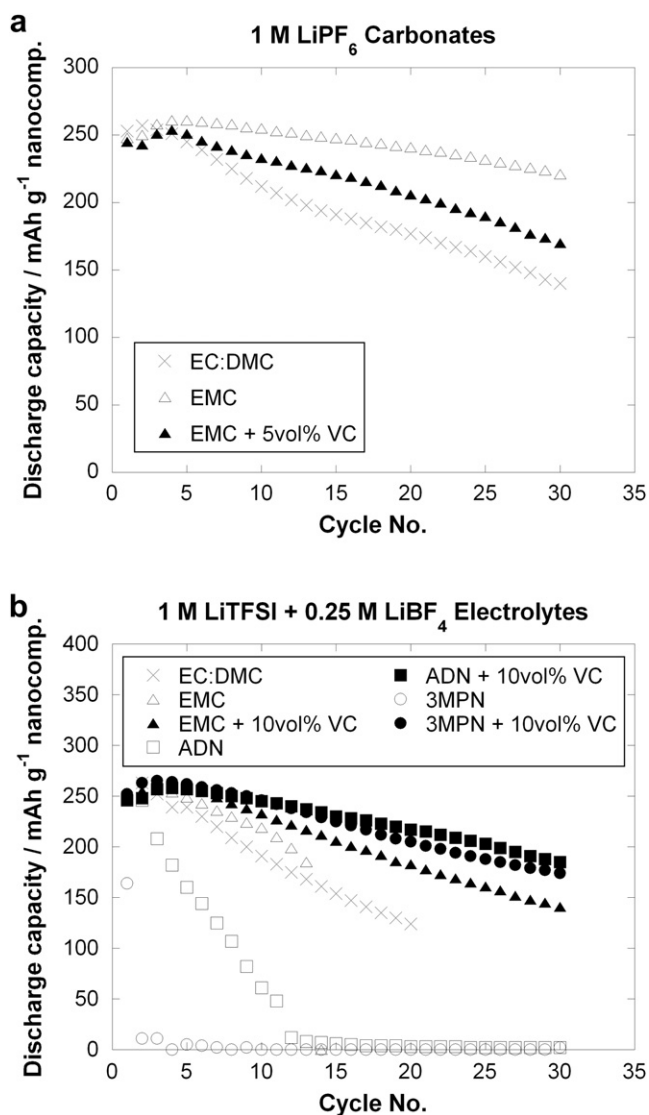 a
1 M LiPF₆ Carbonates
Discharge capacity / mAh g⁻¹ nanocomp.
300
250
200
150
100
50
0
EC:DMC
EMC
EMC + 5vol% VC
0 5 10 15 20 25 30 35
Cycle No.
b
1 M LiTFSI + 0.25 M LiBF₄ Electrolytes
Discharge capacity / mAh g⁻¹ nanocomp.
400
350
300
250
200
150
100
50
0
EC:DMC
EMC
EMC + 10vol% VC
ADN
ADN + 10vol% VC
3MPN
3MPN + 10vol% VC
0 5 10 15 20 25 30 35
Cycle No.